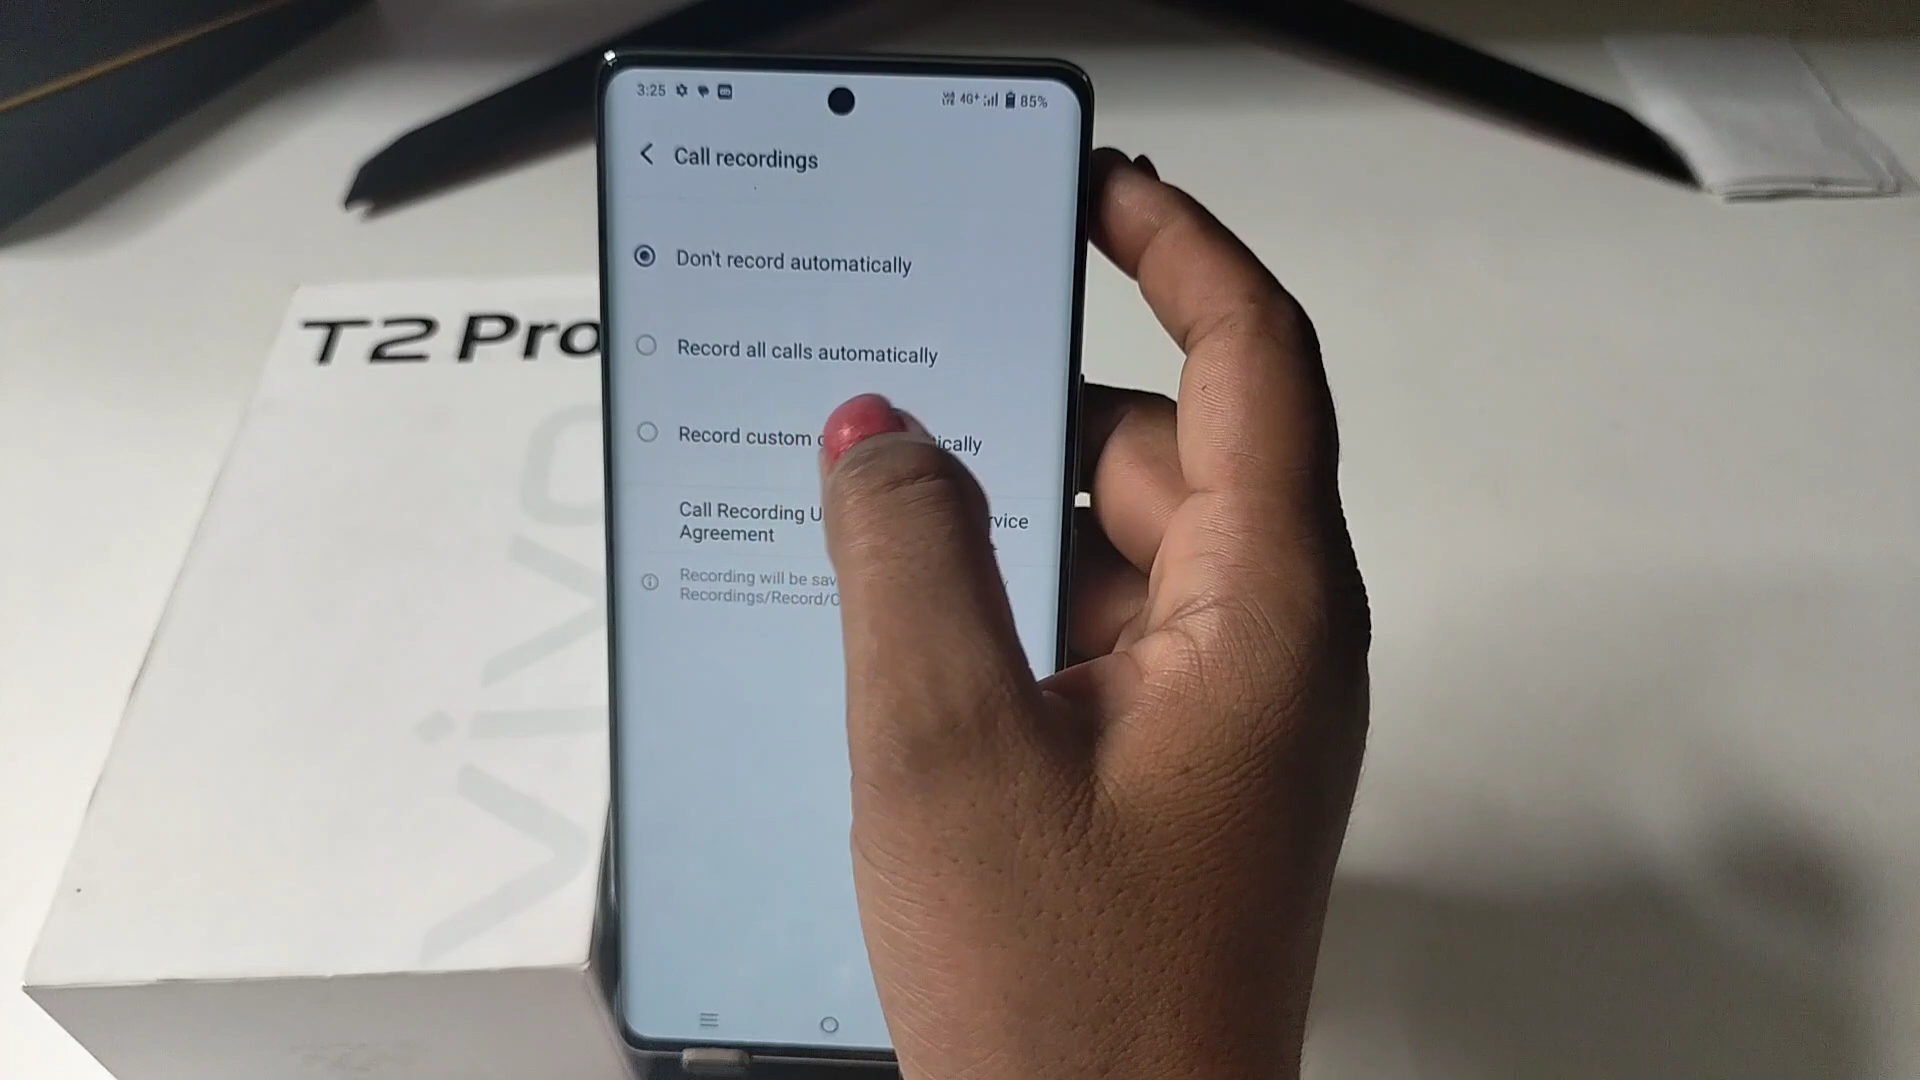 3:25 4G+ 85%
Call recordings
Don't record automatically
T2 Pro
Record all calls automatically
Record custom ically
Call Recording U rvice
Agreement
Recording will be sav
Recordings/Record/C
vivo